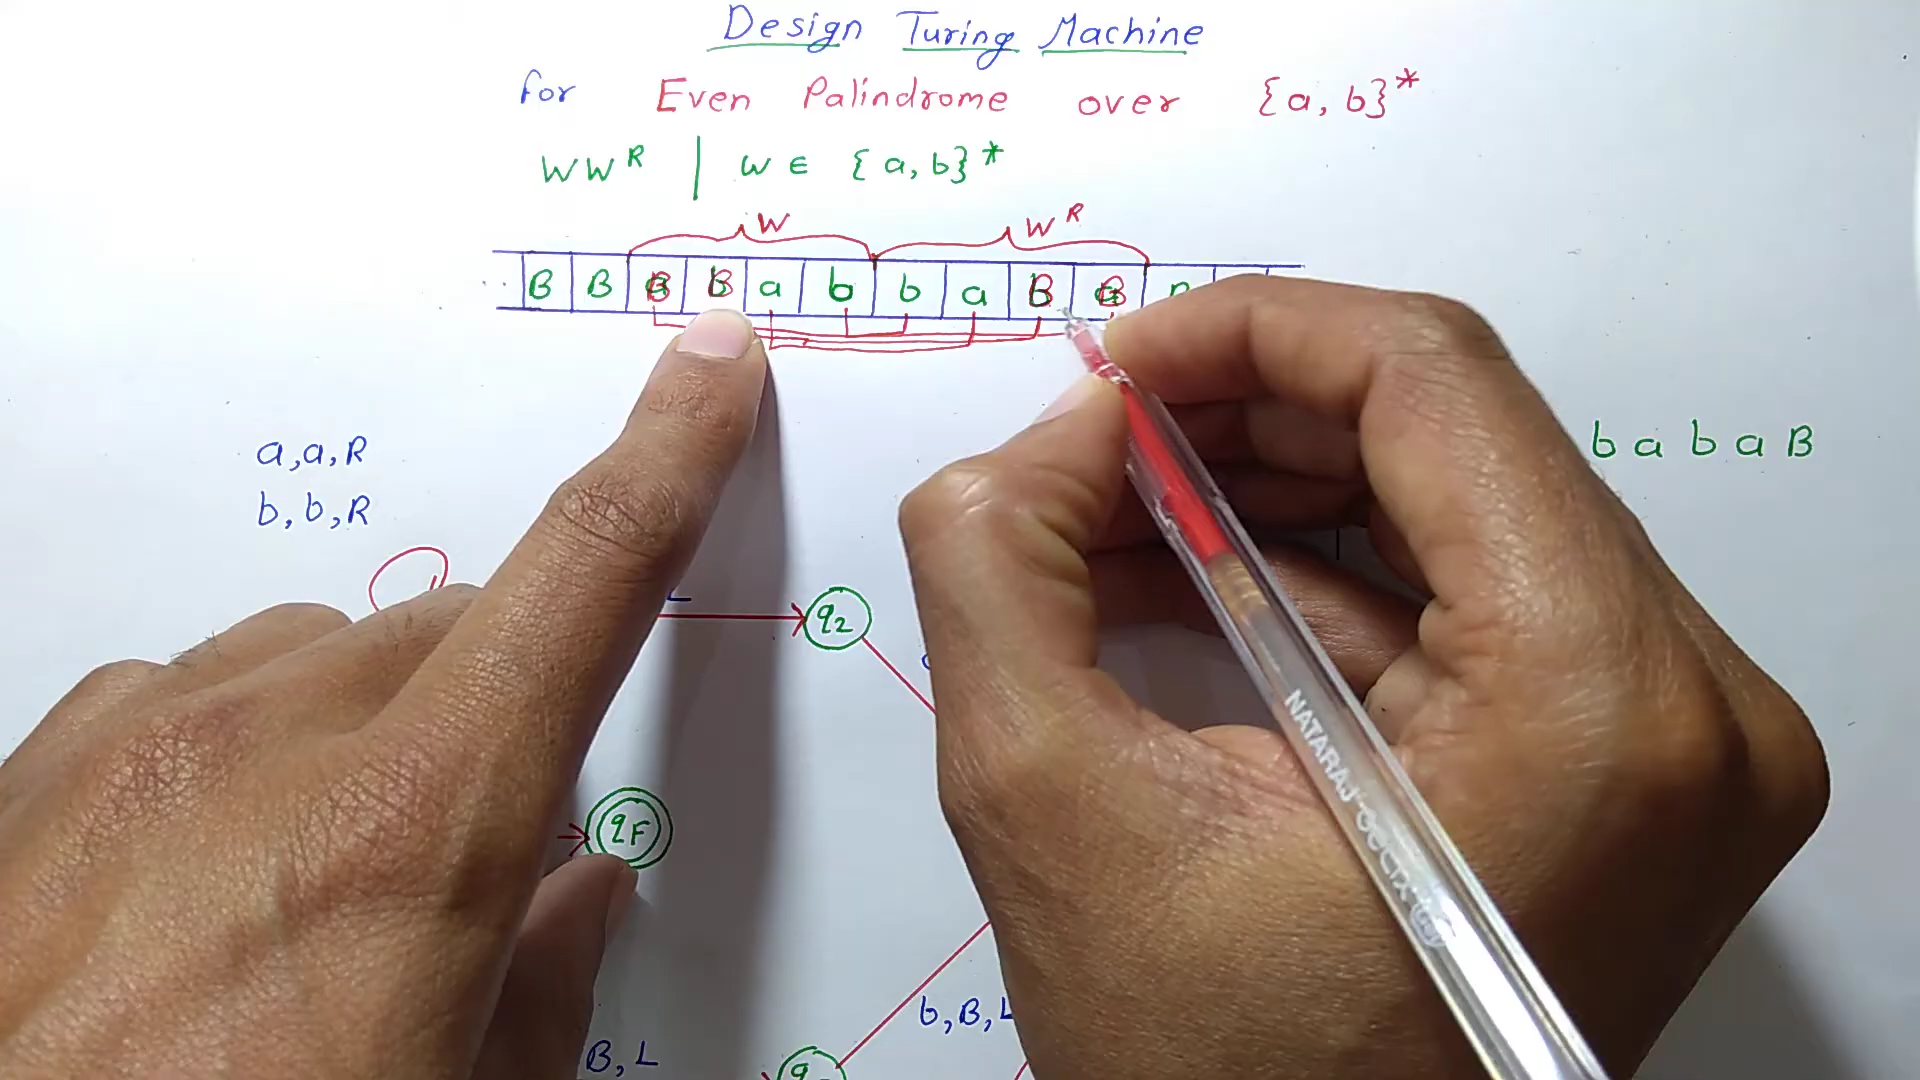 Design Turing Machine
for Even Palindrome over {a, b}*
WW^R | W ∈ {a, b}*
W W^R
B B B B a b b a B B
a,a,R
b,b,R
b a b a B
L
q2
qF
b,B,L
B,L
NATARAJ